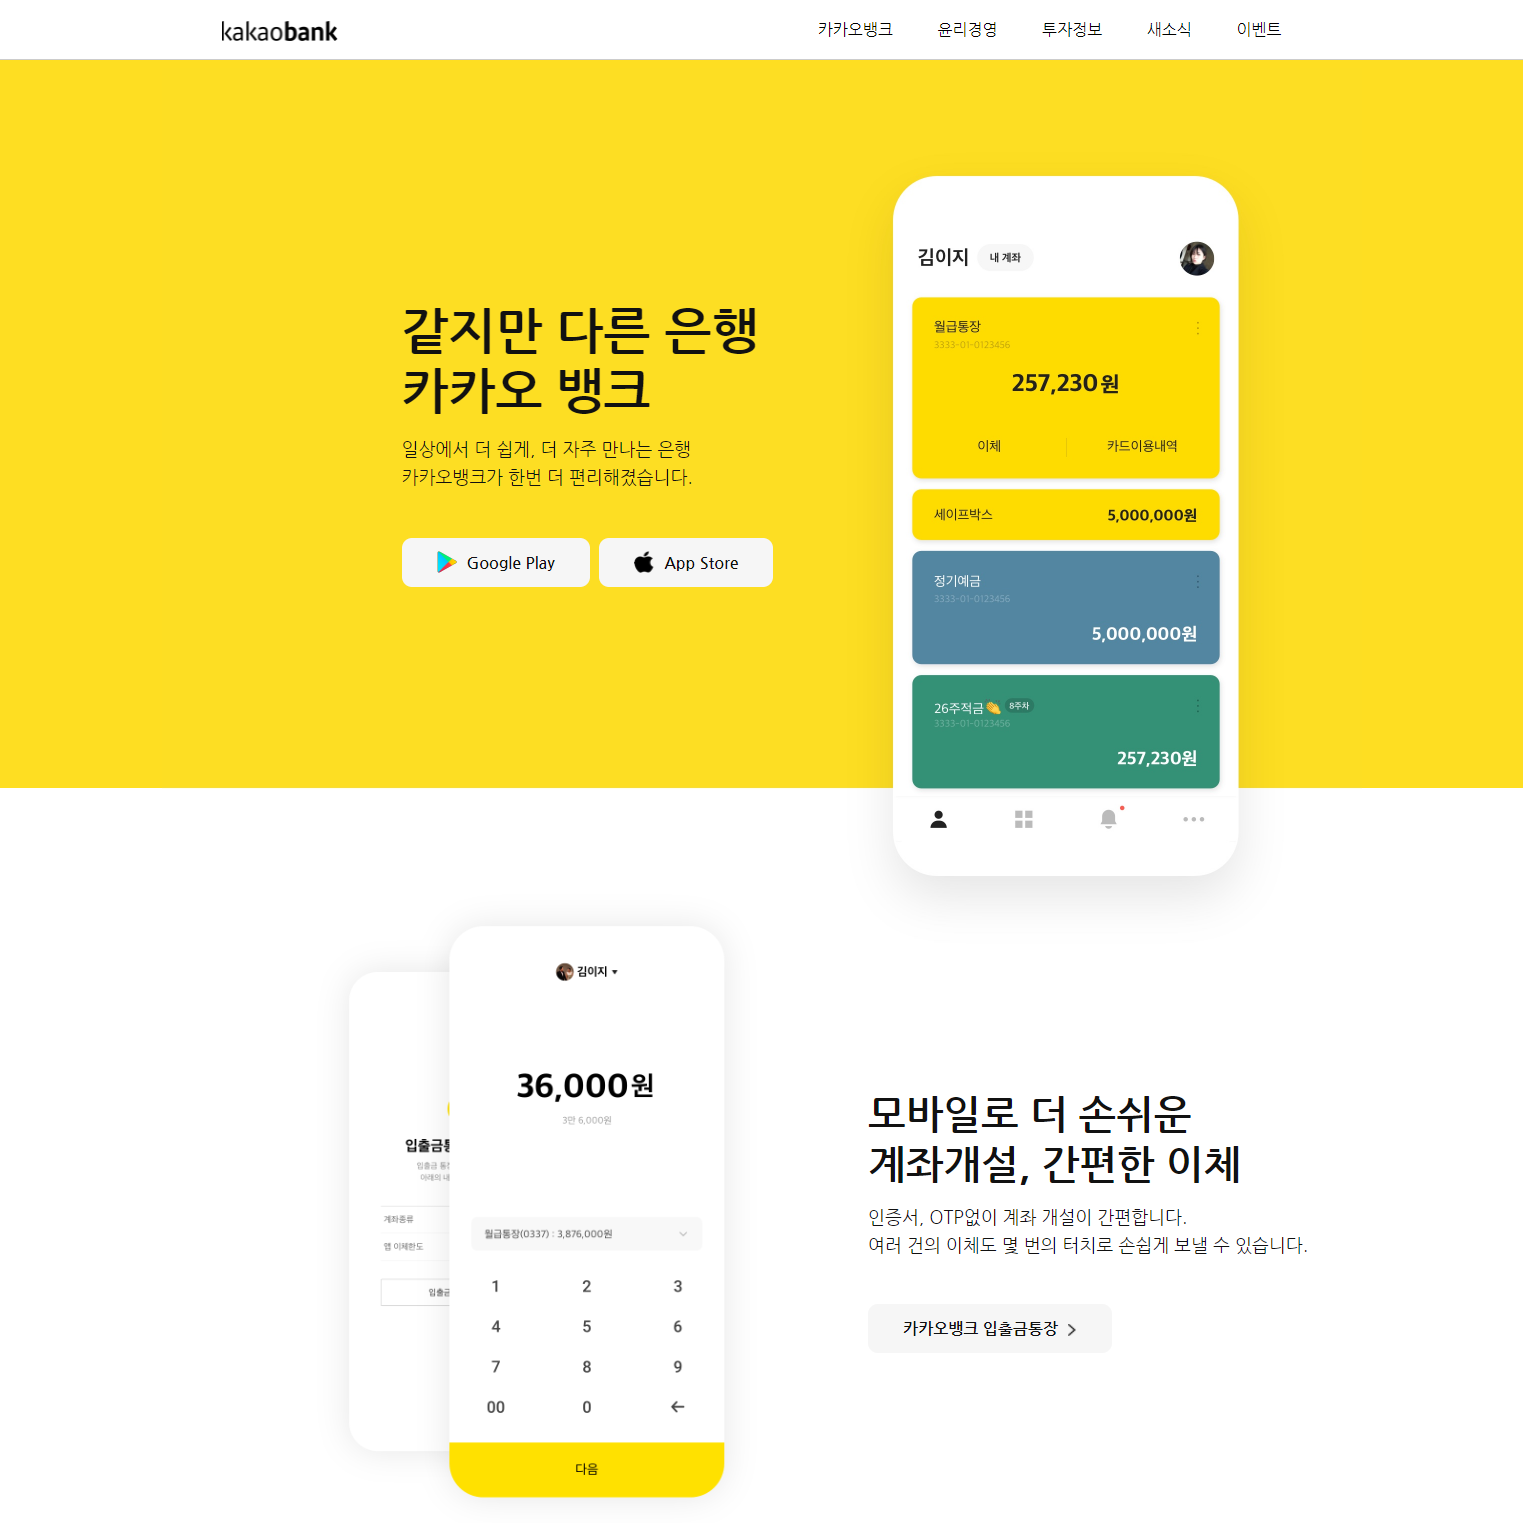 kakaobank
카카오뱅크 윤리경영 투자정보 새소식 이벤트
같지만 다른 은행
카카오 뱅크
일상에서 더 쉽게, 더 자주 만나는 은행
카카오뱅크가 한번 더 편리해졌습니다.
Google Play App Store
김이지 내 계좌
월급통장
3333-01-0123456
257,230원
이체 카드이용내역
세이프박스 5,000,000원
정기예금
3333-01-0123456
5,000,000원
26주적금 8주차
3333-01-0123456
257,230원
입출금통
입출금 통
아래의 내
계좌종류
앱 이체한도
입출금
김이지
36,000원
3만 6,000원
월급통장(0337) : 3,876,000원
1 2 3
4 5 6
7 8 9
00 0
다음
모바일로 더 손쉬운
계좌개설, 간편한 이체
인증서, OTP없이 계좌 개설이 간편합니다.
여러 건의 이체도 몇 번의 터치로 손쉽게 보낼 수 있습니다.
카카오뱅크 입출금통장